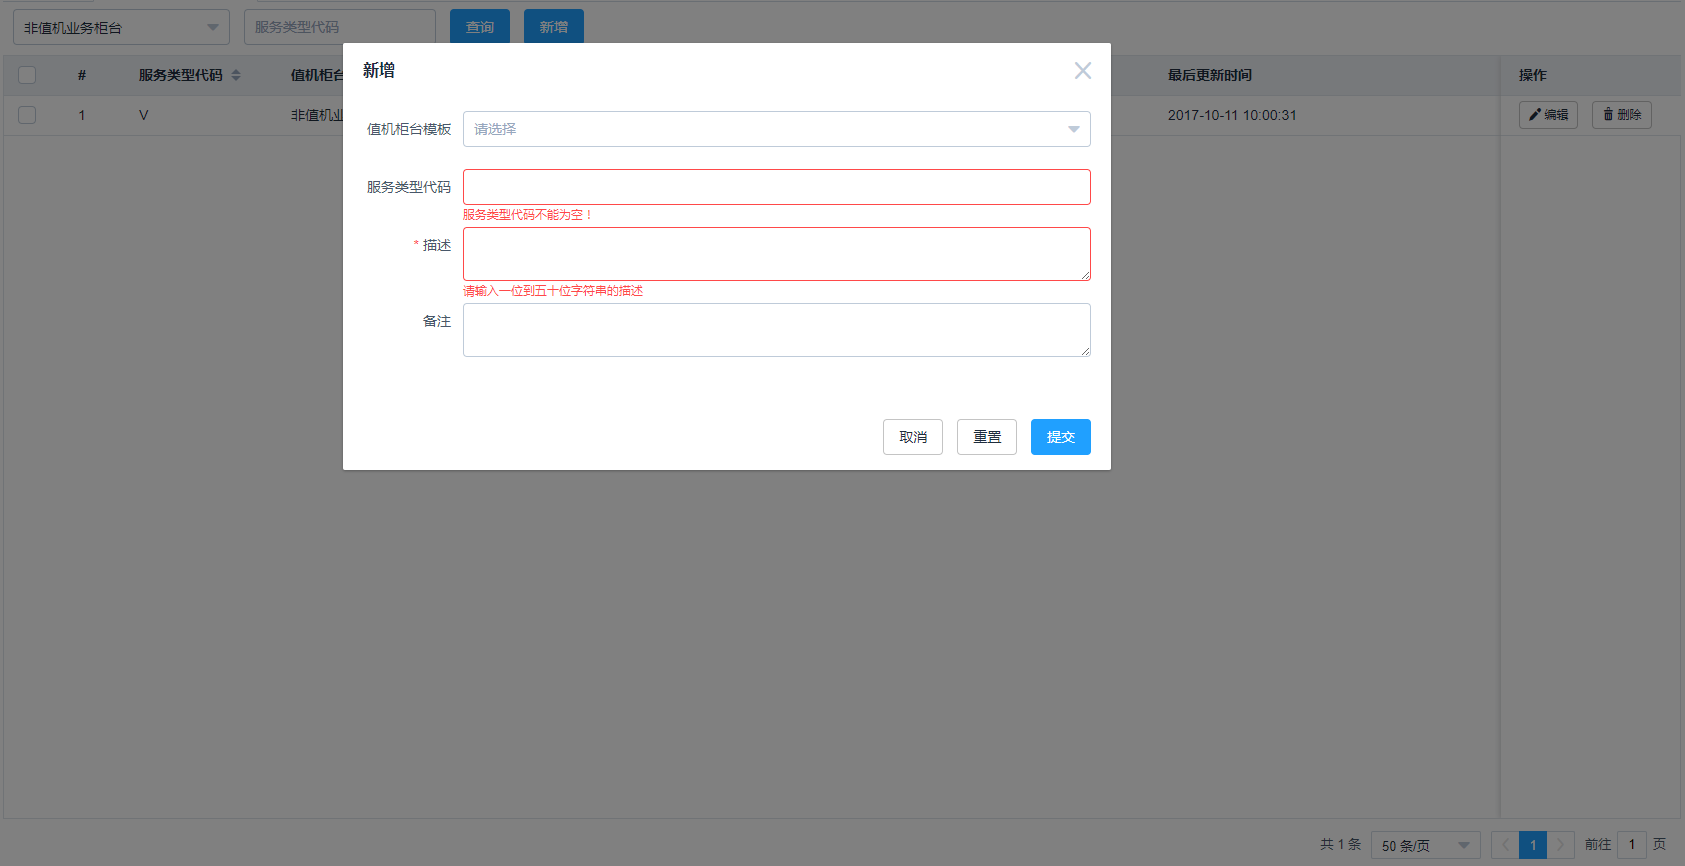 非值机业务柜台 服务类型代码 查询 新增
# 服务类型代码 值机柜台 最后更新时间 操作
1 V 非值机业 2017-10-11 10:00:31 编辑 删除
新增
值机柜台模板 请选择
服务类型代码
服务类型代码不能为空！
* 描述
请输入一位到五十位字符串的描述
备注
取消 重置 提交
共 1 条 50 条/页 1 前往 1 页